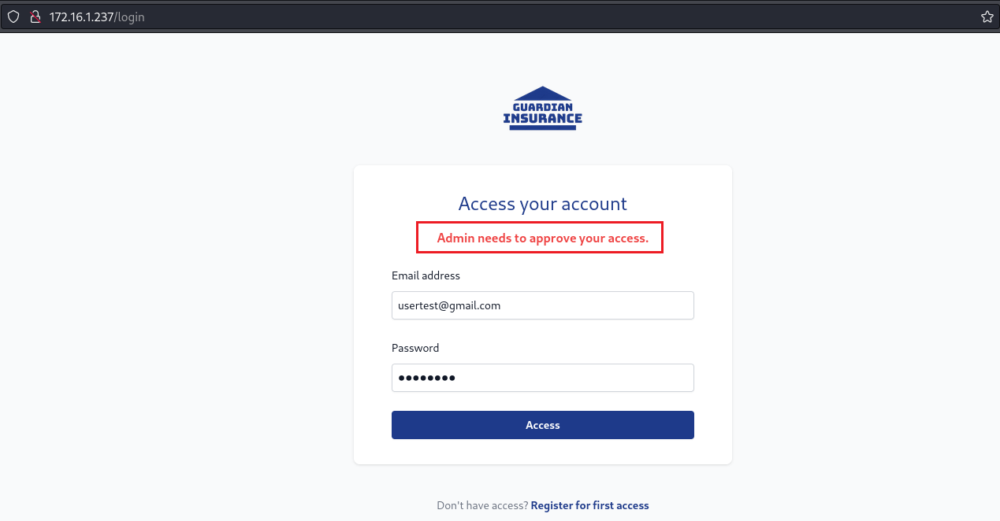 172.16.1.237/login
GUARDIAN
INSURANCE
Access your account
Admin needs to approve your access.
Email address
usertest@gmail.com
Password
●●●●●●●●
Access
Don't have access? Register for first access